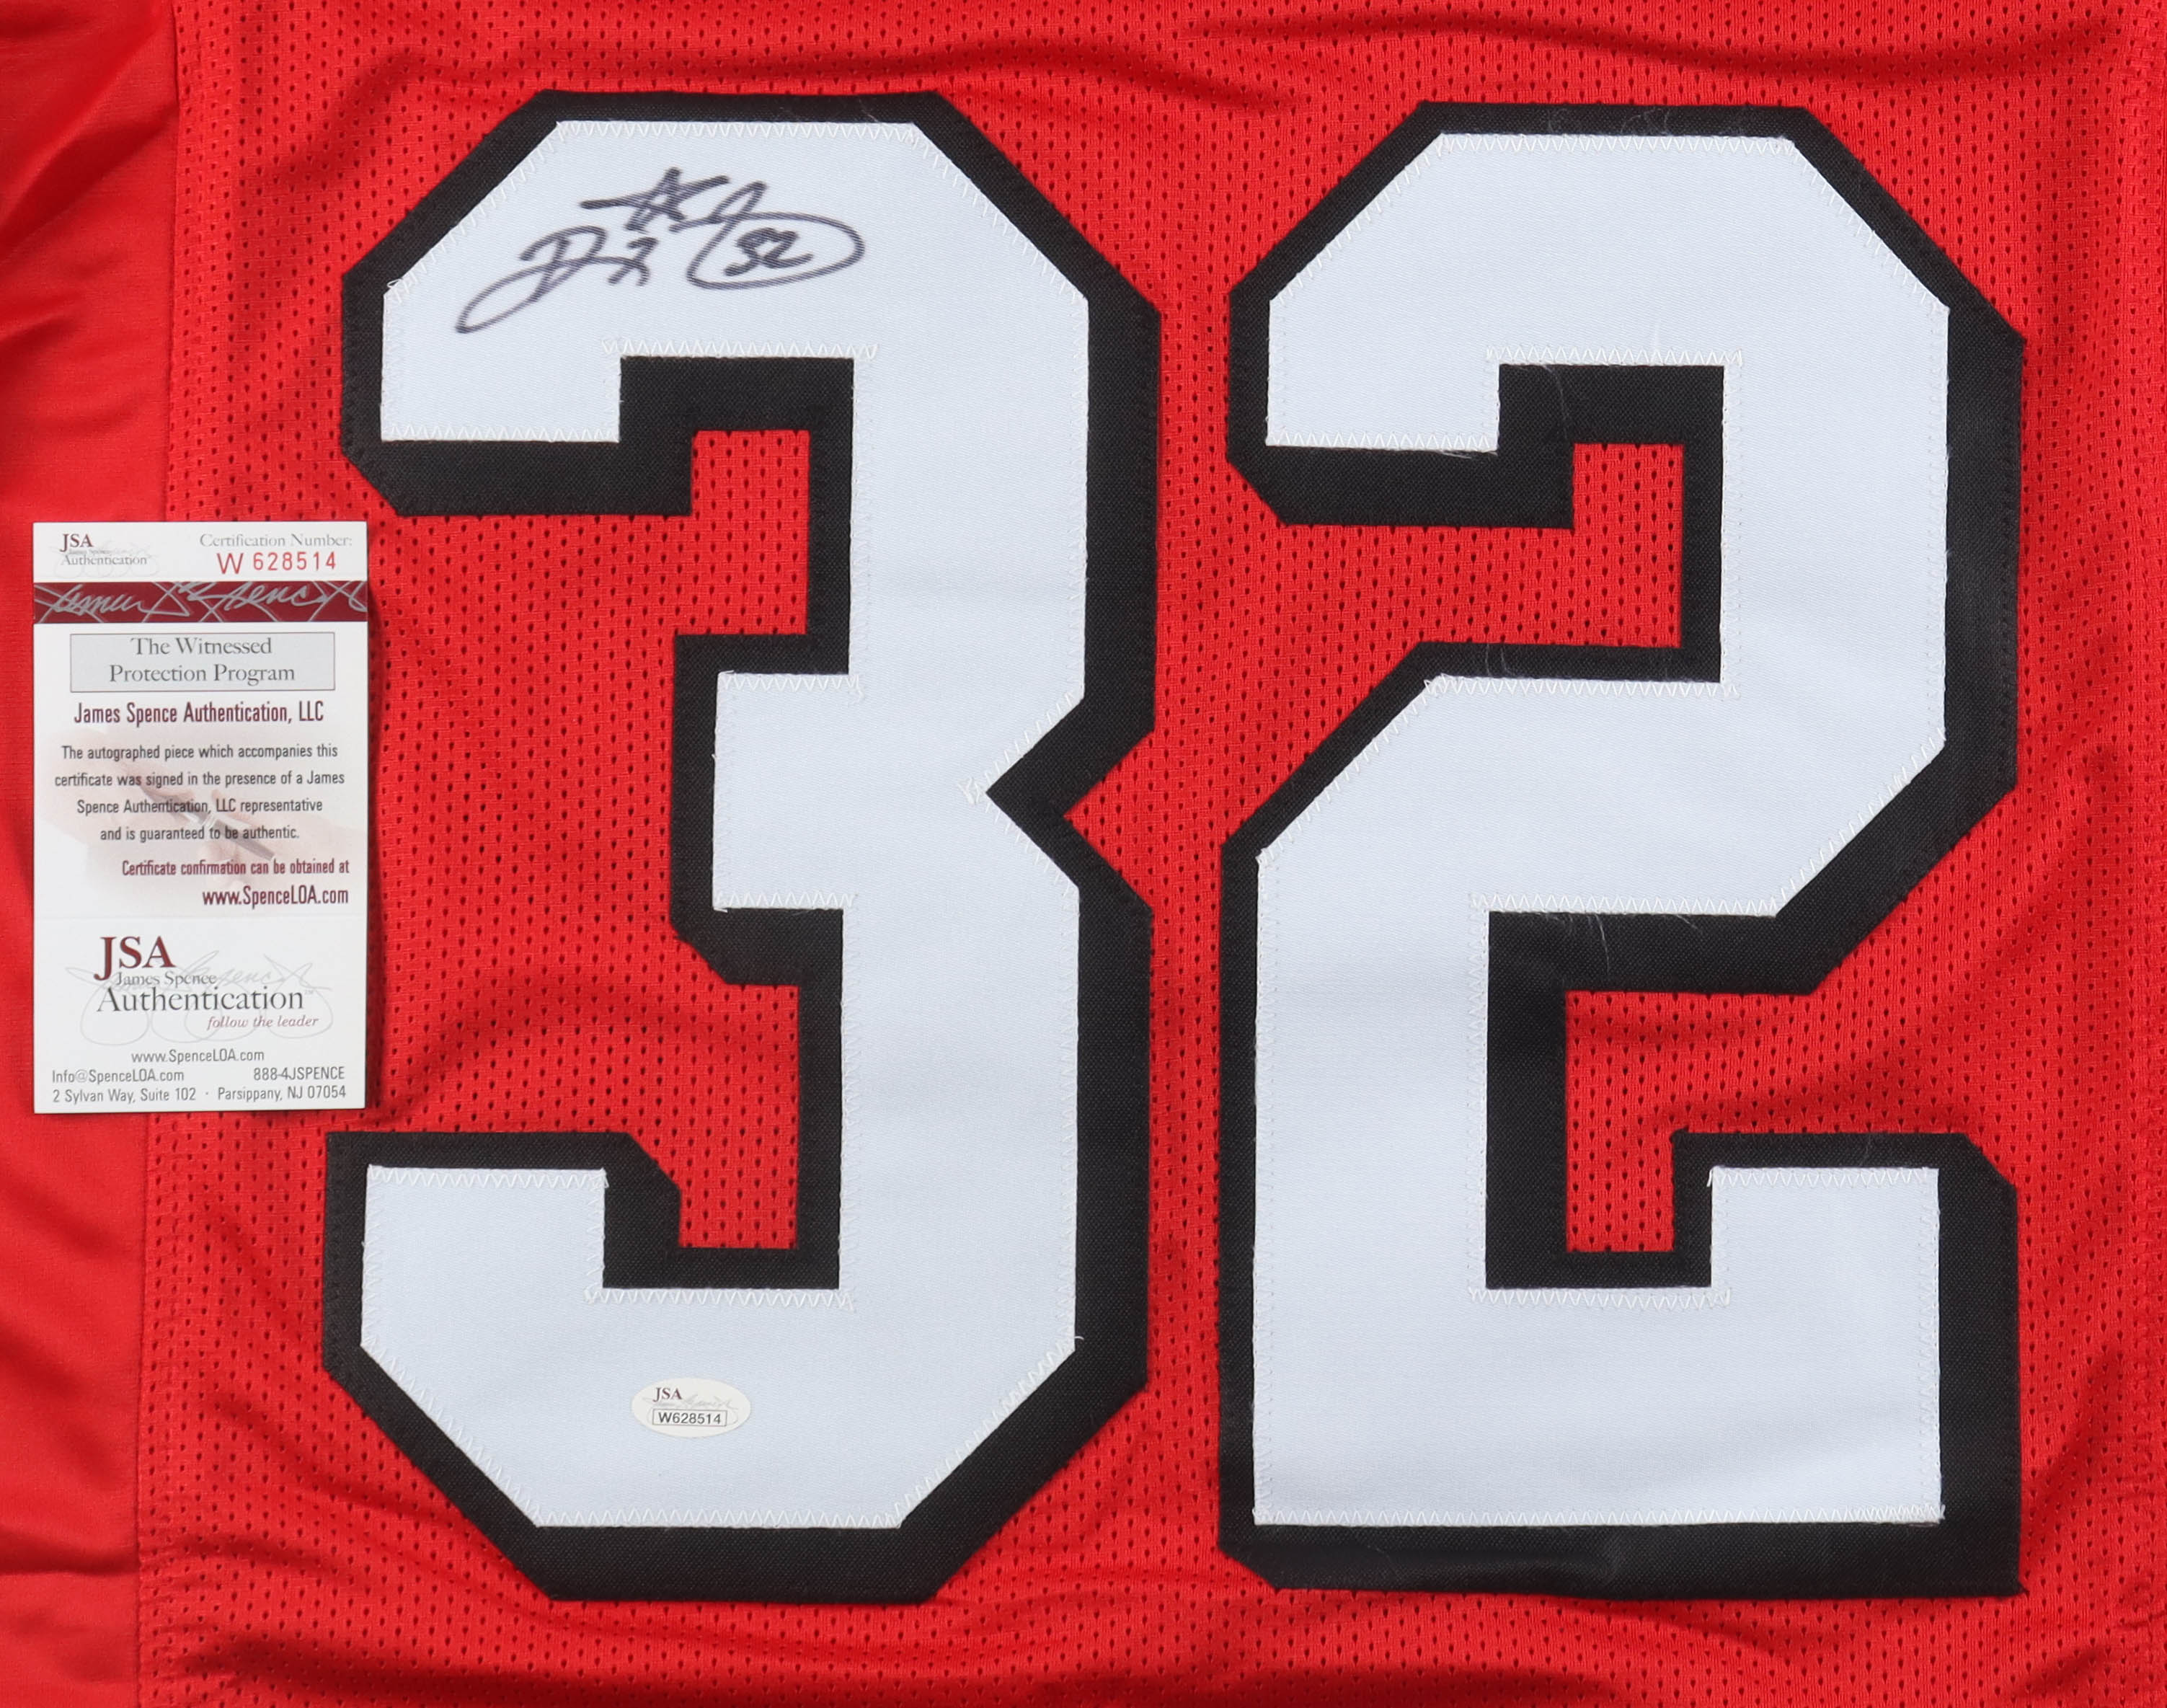 32
32
JSA
James Spence
Authentication
Certification Number:
W 628514
James Spence
The Witnessed
Protection Program
James Spence Authentication, LLC
The autographed piece which accompanies this
certificate was signed in the presence of a James
Spence Authentication, LLC representative
and is guaranteed to be authentic.
Certificate confirmation can be obtained at
www.SpenceLOA.com
JSA
James Spence
Authentication™
follow the leader
www.SpenceLOA.com
Info@SpenceLOA.com 888-4JSPENCE
2 Sylvan Way, Suite 102 · Parsippany, NJ 07054
JSA
W628514